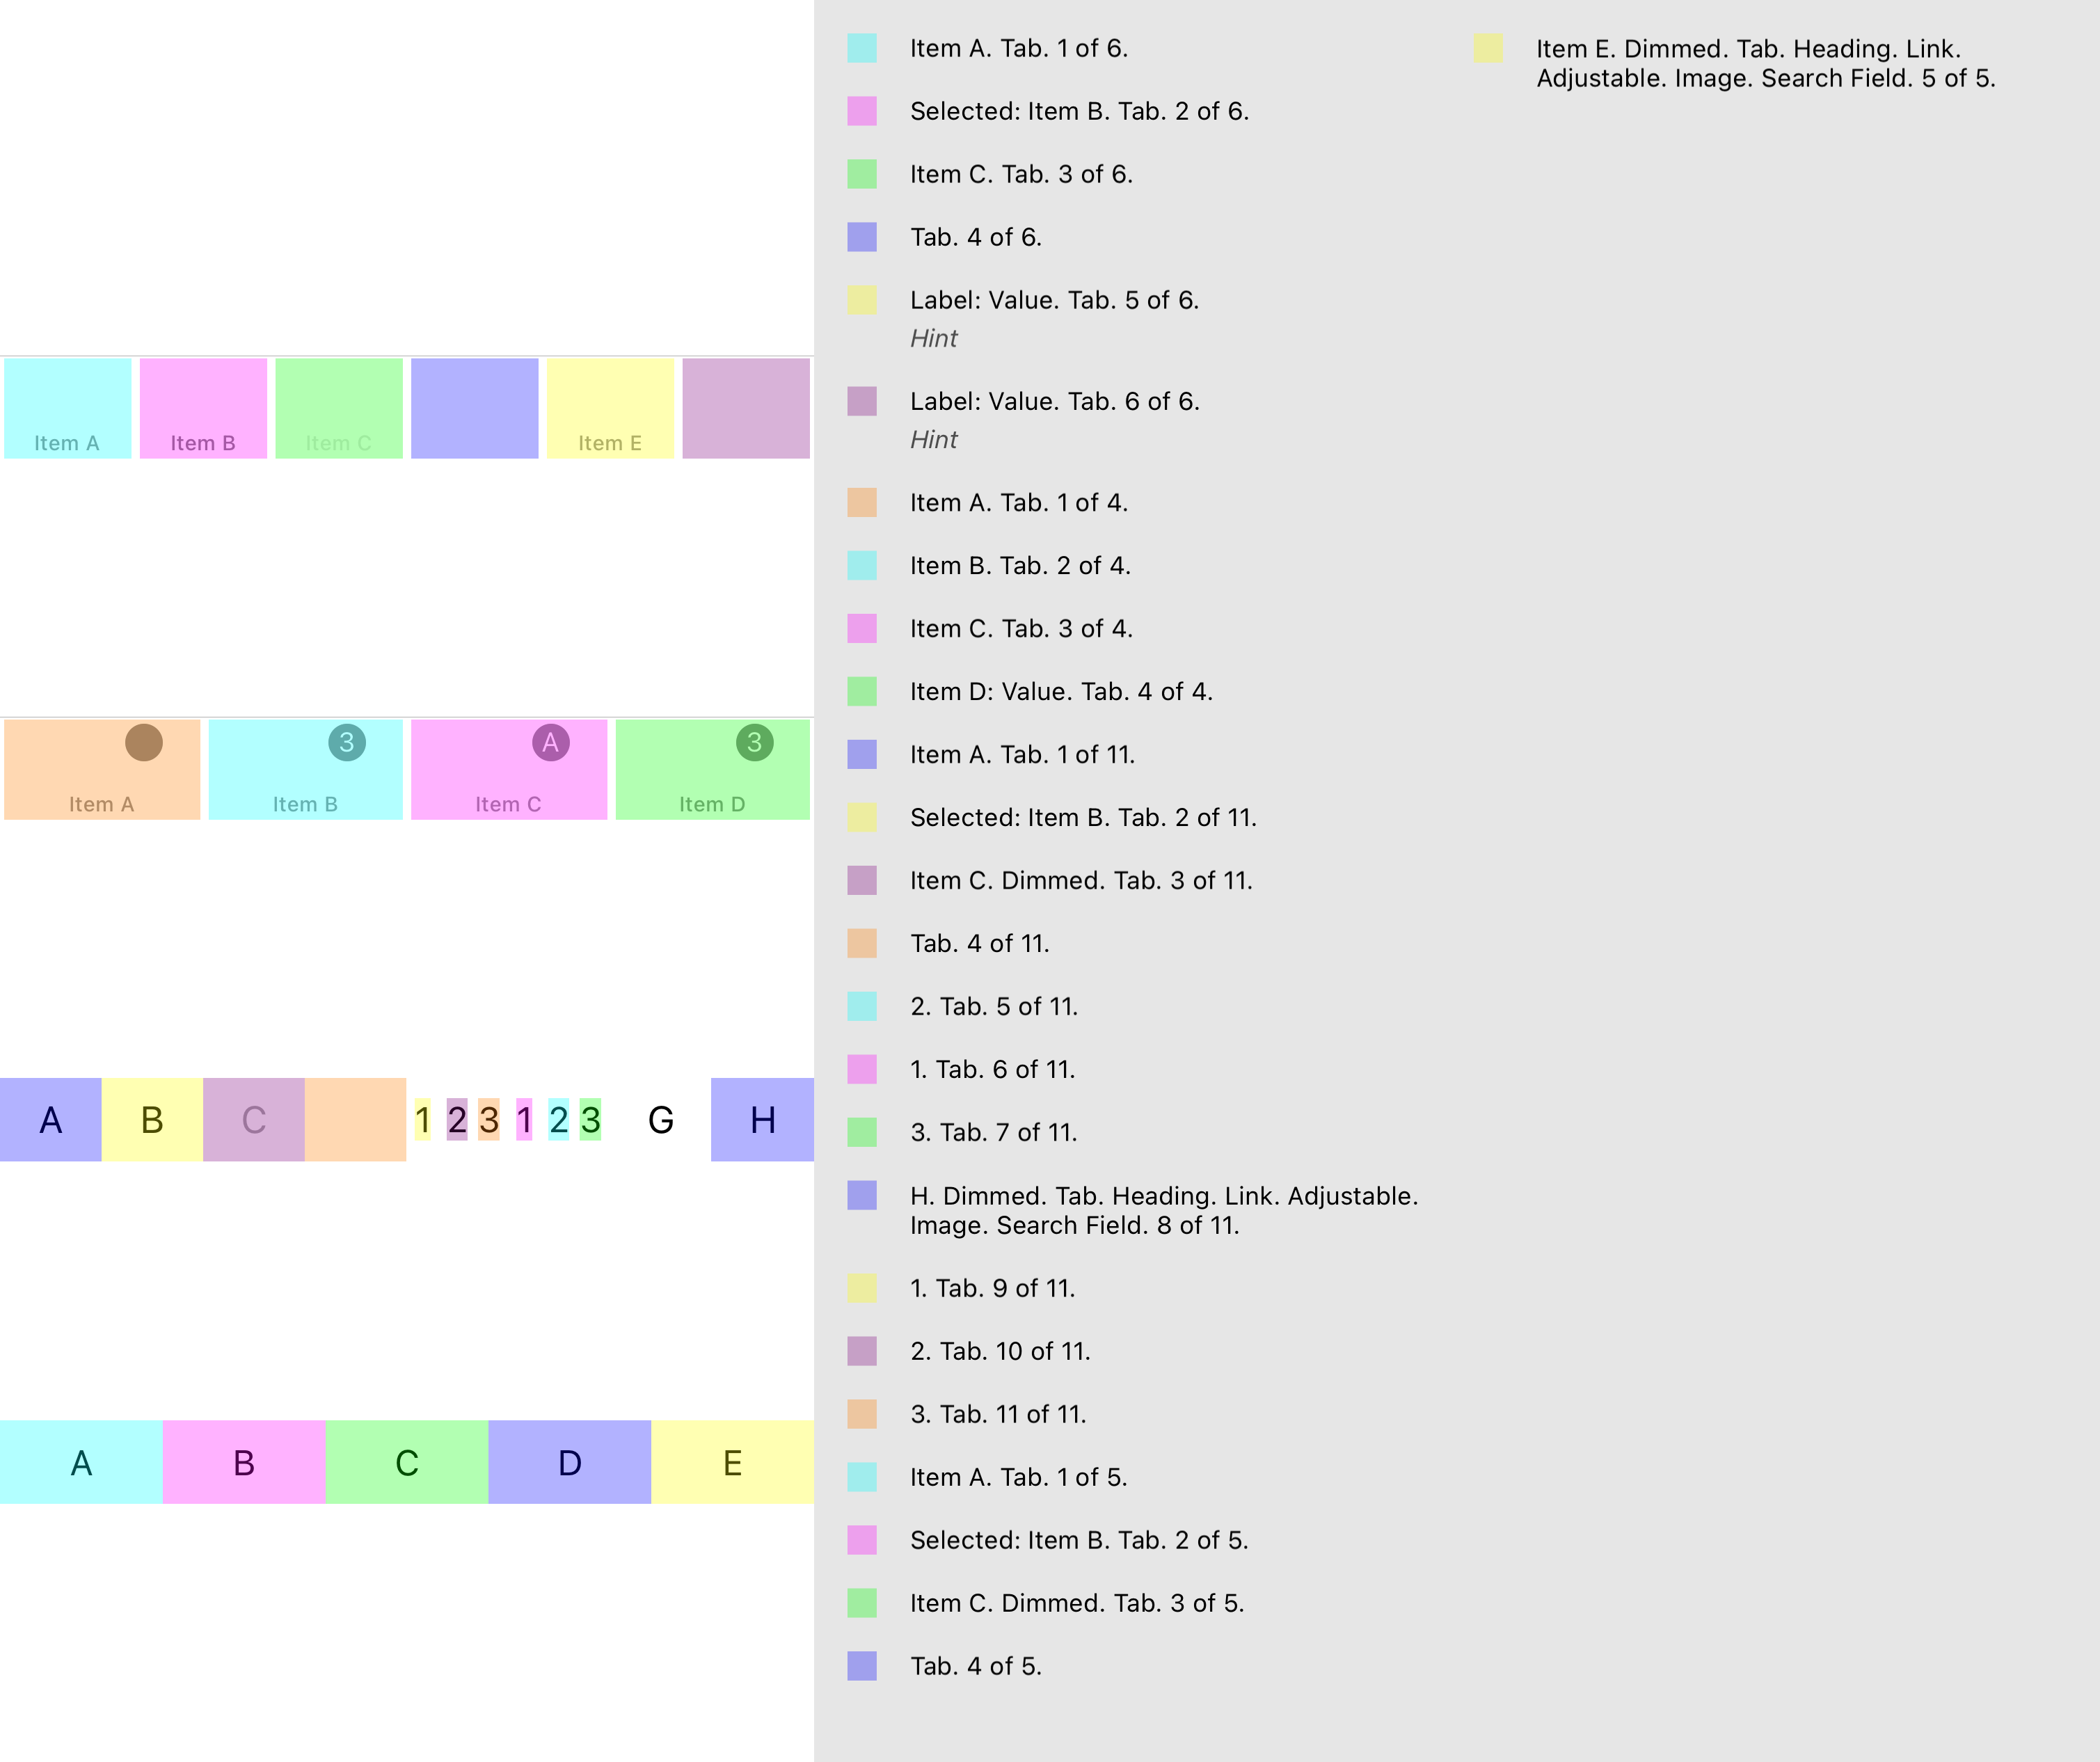 Item A
Item B
Item C
Item E
3
A
3
Item A
Item B
Item C
Item D
A
B
C
1
2
3
1
2
3
G
H
A
B
C
D
E
Item A. Tab. 1 of 6.
Selected: Item B. Tab. 2 of 6.
Item C. Tab. 3 of 6.
Tab. 4 of 6.
Label: Value. Tab. 5 of 6.
Hint
Label: Value. Tab. 6 of 6.
Hint
Item A. Tab. 1 of 4.
Item B. Tab. 2 of 4.
Item C. Tab. 3 of 4.
Item D: Value. Tab. 4 of 4.
Item A. Tab. 1 of 11.
Selected: Item B. Tab. 2 of 11.
Item C. Dimmed. Tab. 3 of 11.
Tab. 4 of 11.
2. Tab. 5 of 11.
1. Tab. 6 of 11.
3. Tab. 7 of 11.
H. Dimmed. Tab. Heading. Link. Adjustable.
Image. Search Field. 8 of 11.
1. Tab. 9 of 11.
2. Tab. 10 of 11.
3. Tab. 11 of 11.
Item A. Tab. 1 of 5.
Selected: Item B. Tab. 2 of 5.
Item C. Dimmed. Tab. 3 of 5.
Tab. 4 of 5.
Item E. Dimmed. Tab. Heading. Link.
Adjustable. Image. Search Field. 5 of 5.